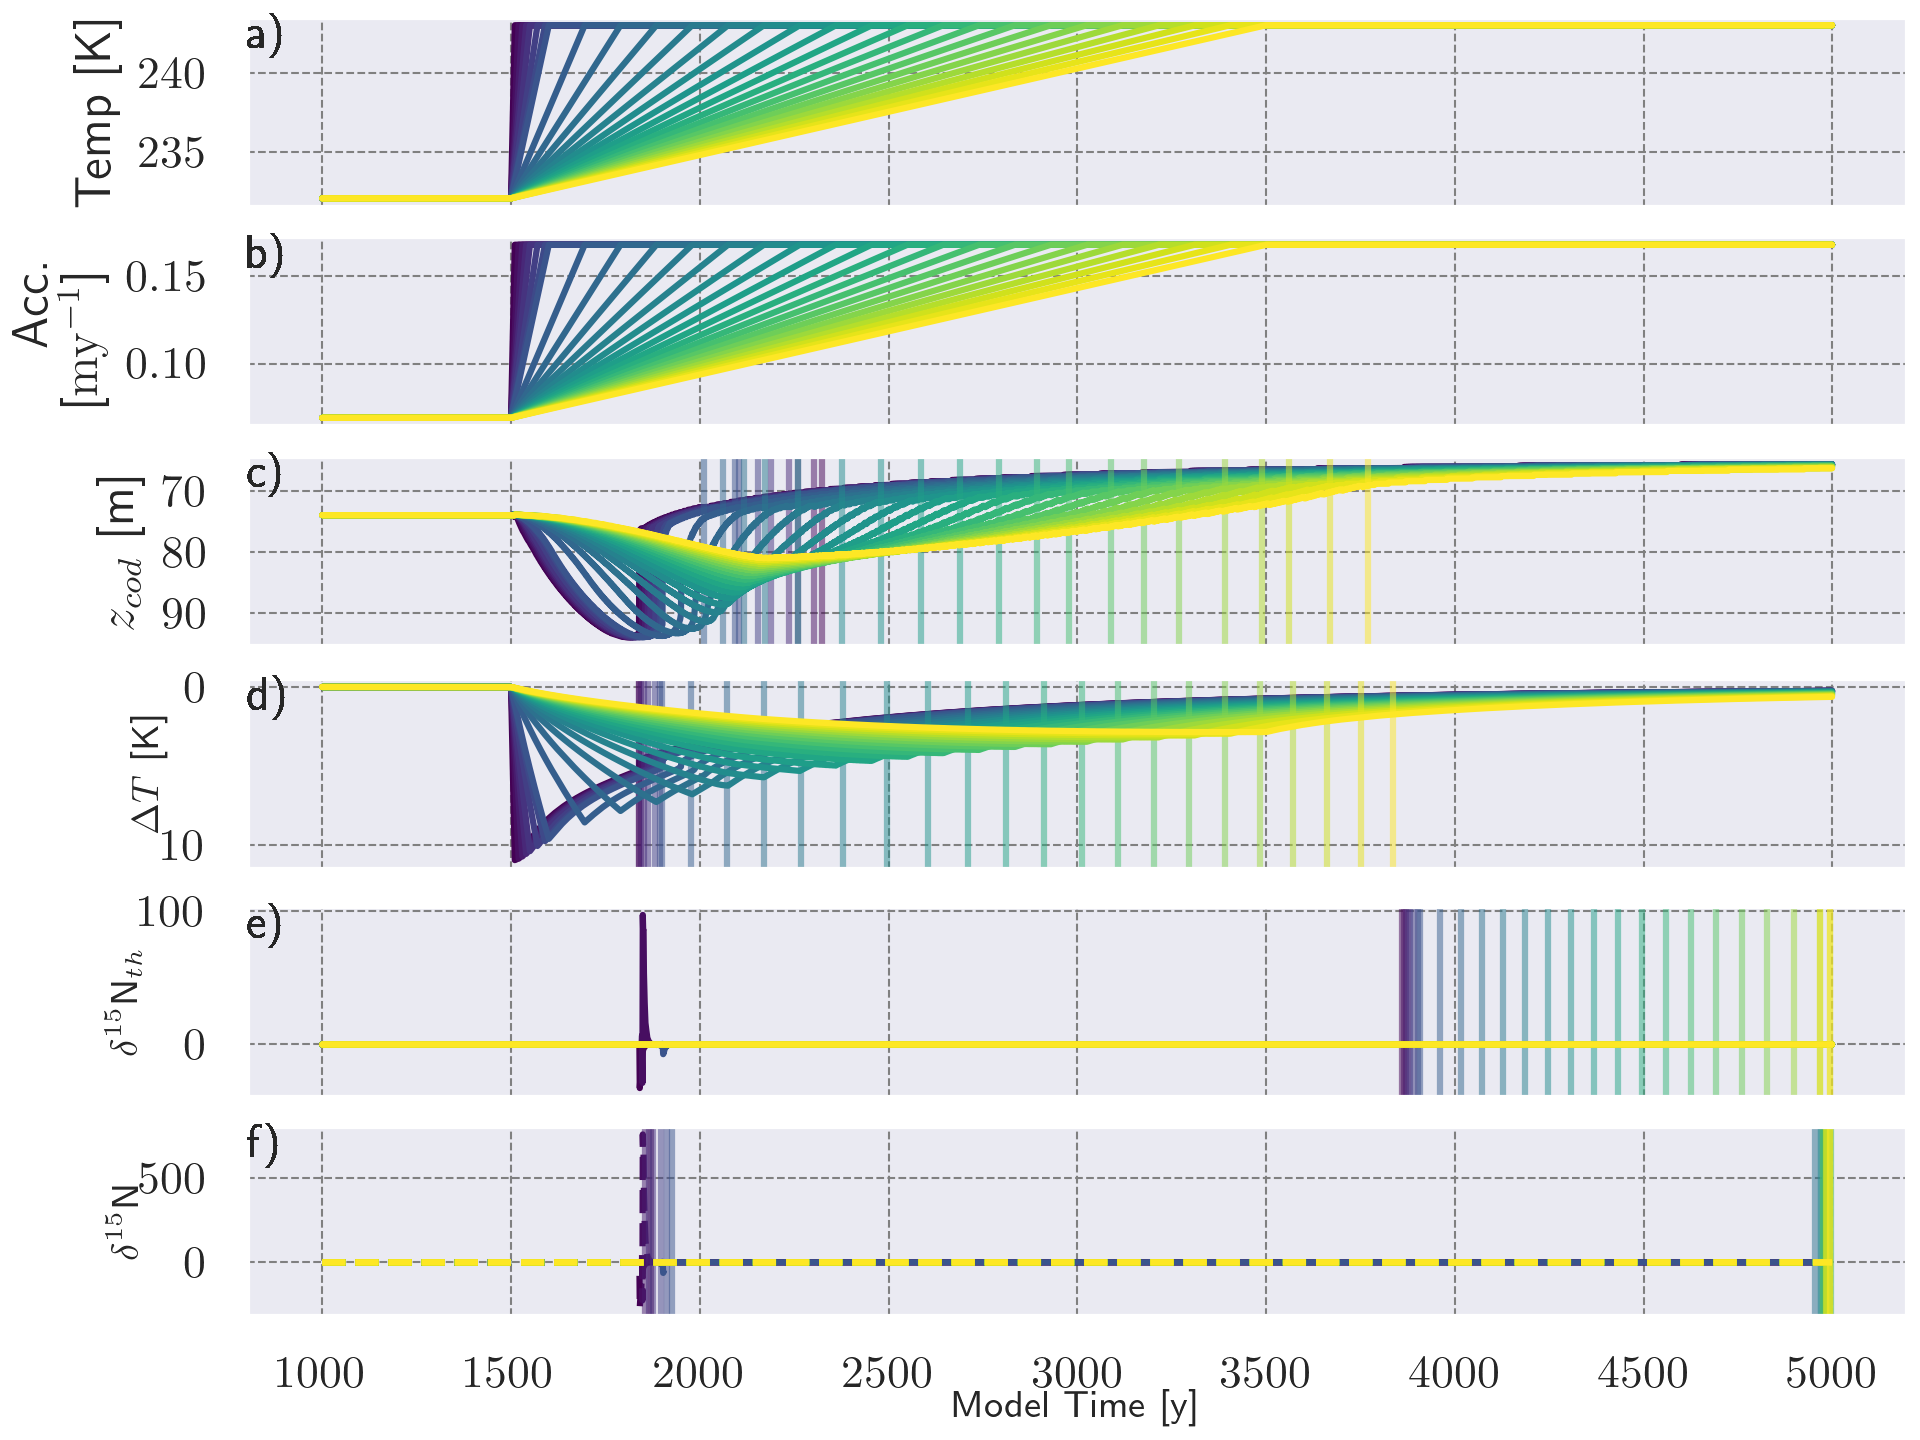 a)
Temp [K]
240
235
b)
Acc.
[my⁻¹]
0.15
0.10
c)
z_cod [m]
70
80
90
d)
ΔT [K]
0
10
e)
δ¹⁵N_th
100
0
f)
δ¹⁵N
500
0
1000 1500 2000 2500 3000 3500 4000 4500 5000
Model Time [y]